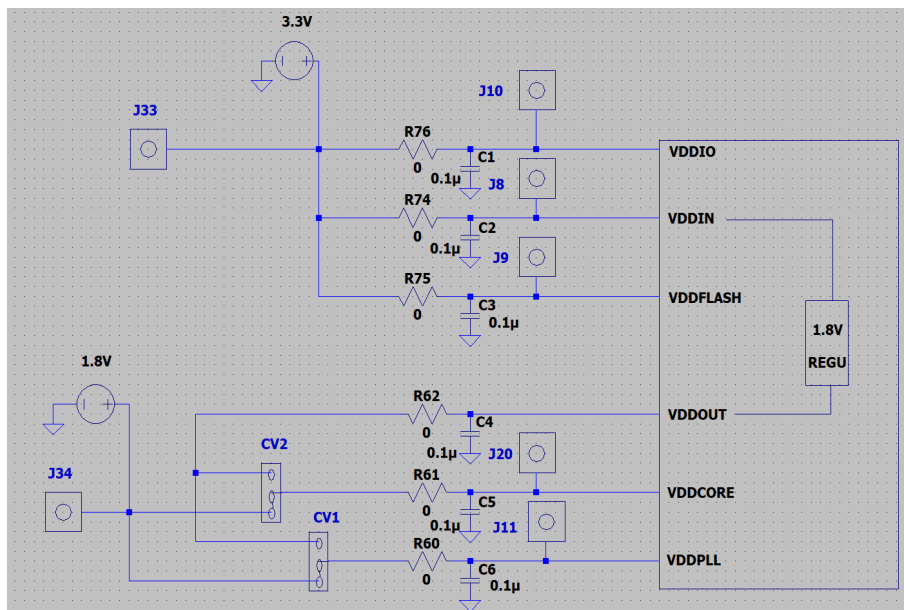 3.3V
J33
J10
R76
0
C1
0.1µ
VDDIO
J8
R74
0
C2
0.1µ
VDDIN
J9
R75
0
C3
0.1µ
VDDFLASH
1.8V
REGU
1.8V
R62
0
C4
0.1µ
VDDOUT
J34
CV2
J20
R61
0
C5
0.1µ
VDDCORE
CV1
J11
R60
0
C6
0.1µ
VDDPLL